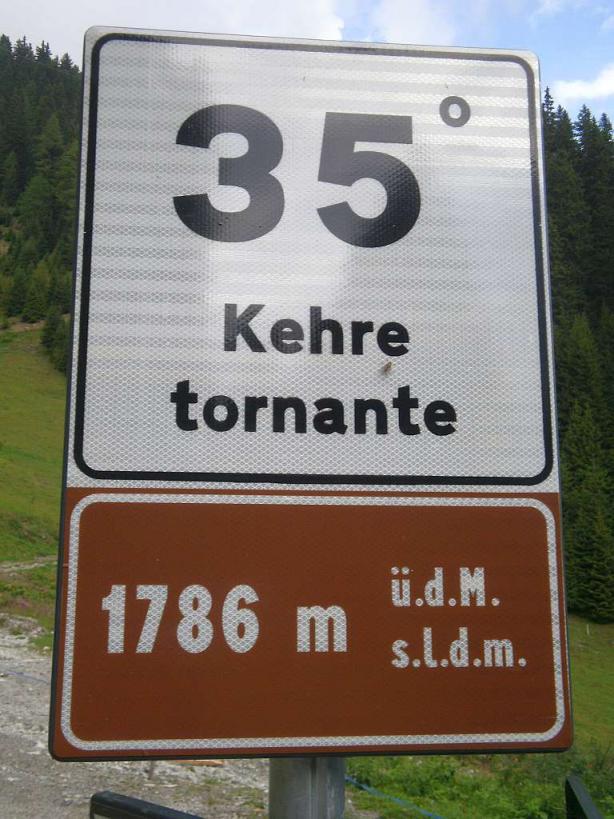 35°
Kehre
tornante
1786 m ü.d.M.
s.l.d.m.